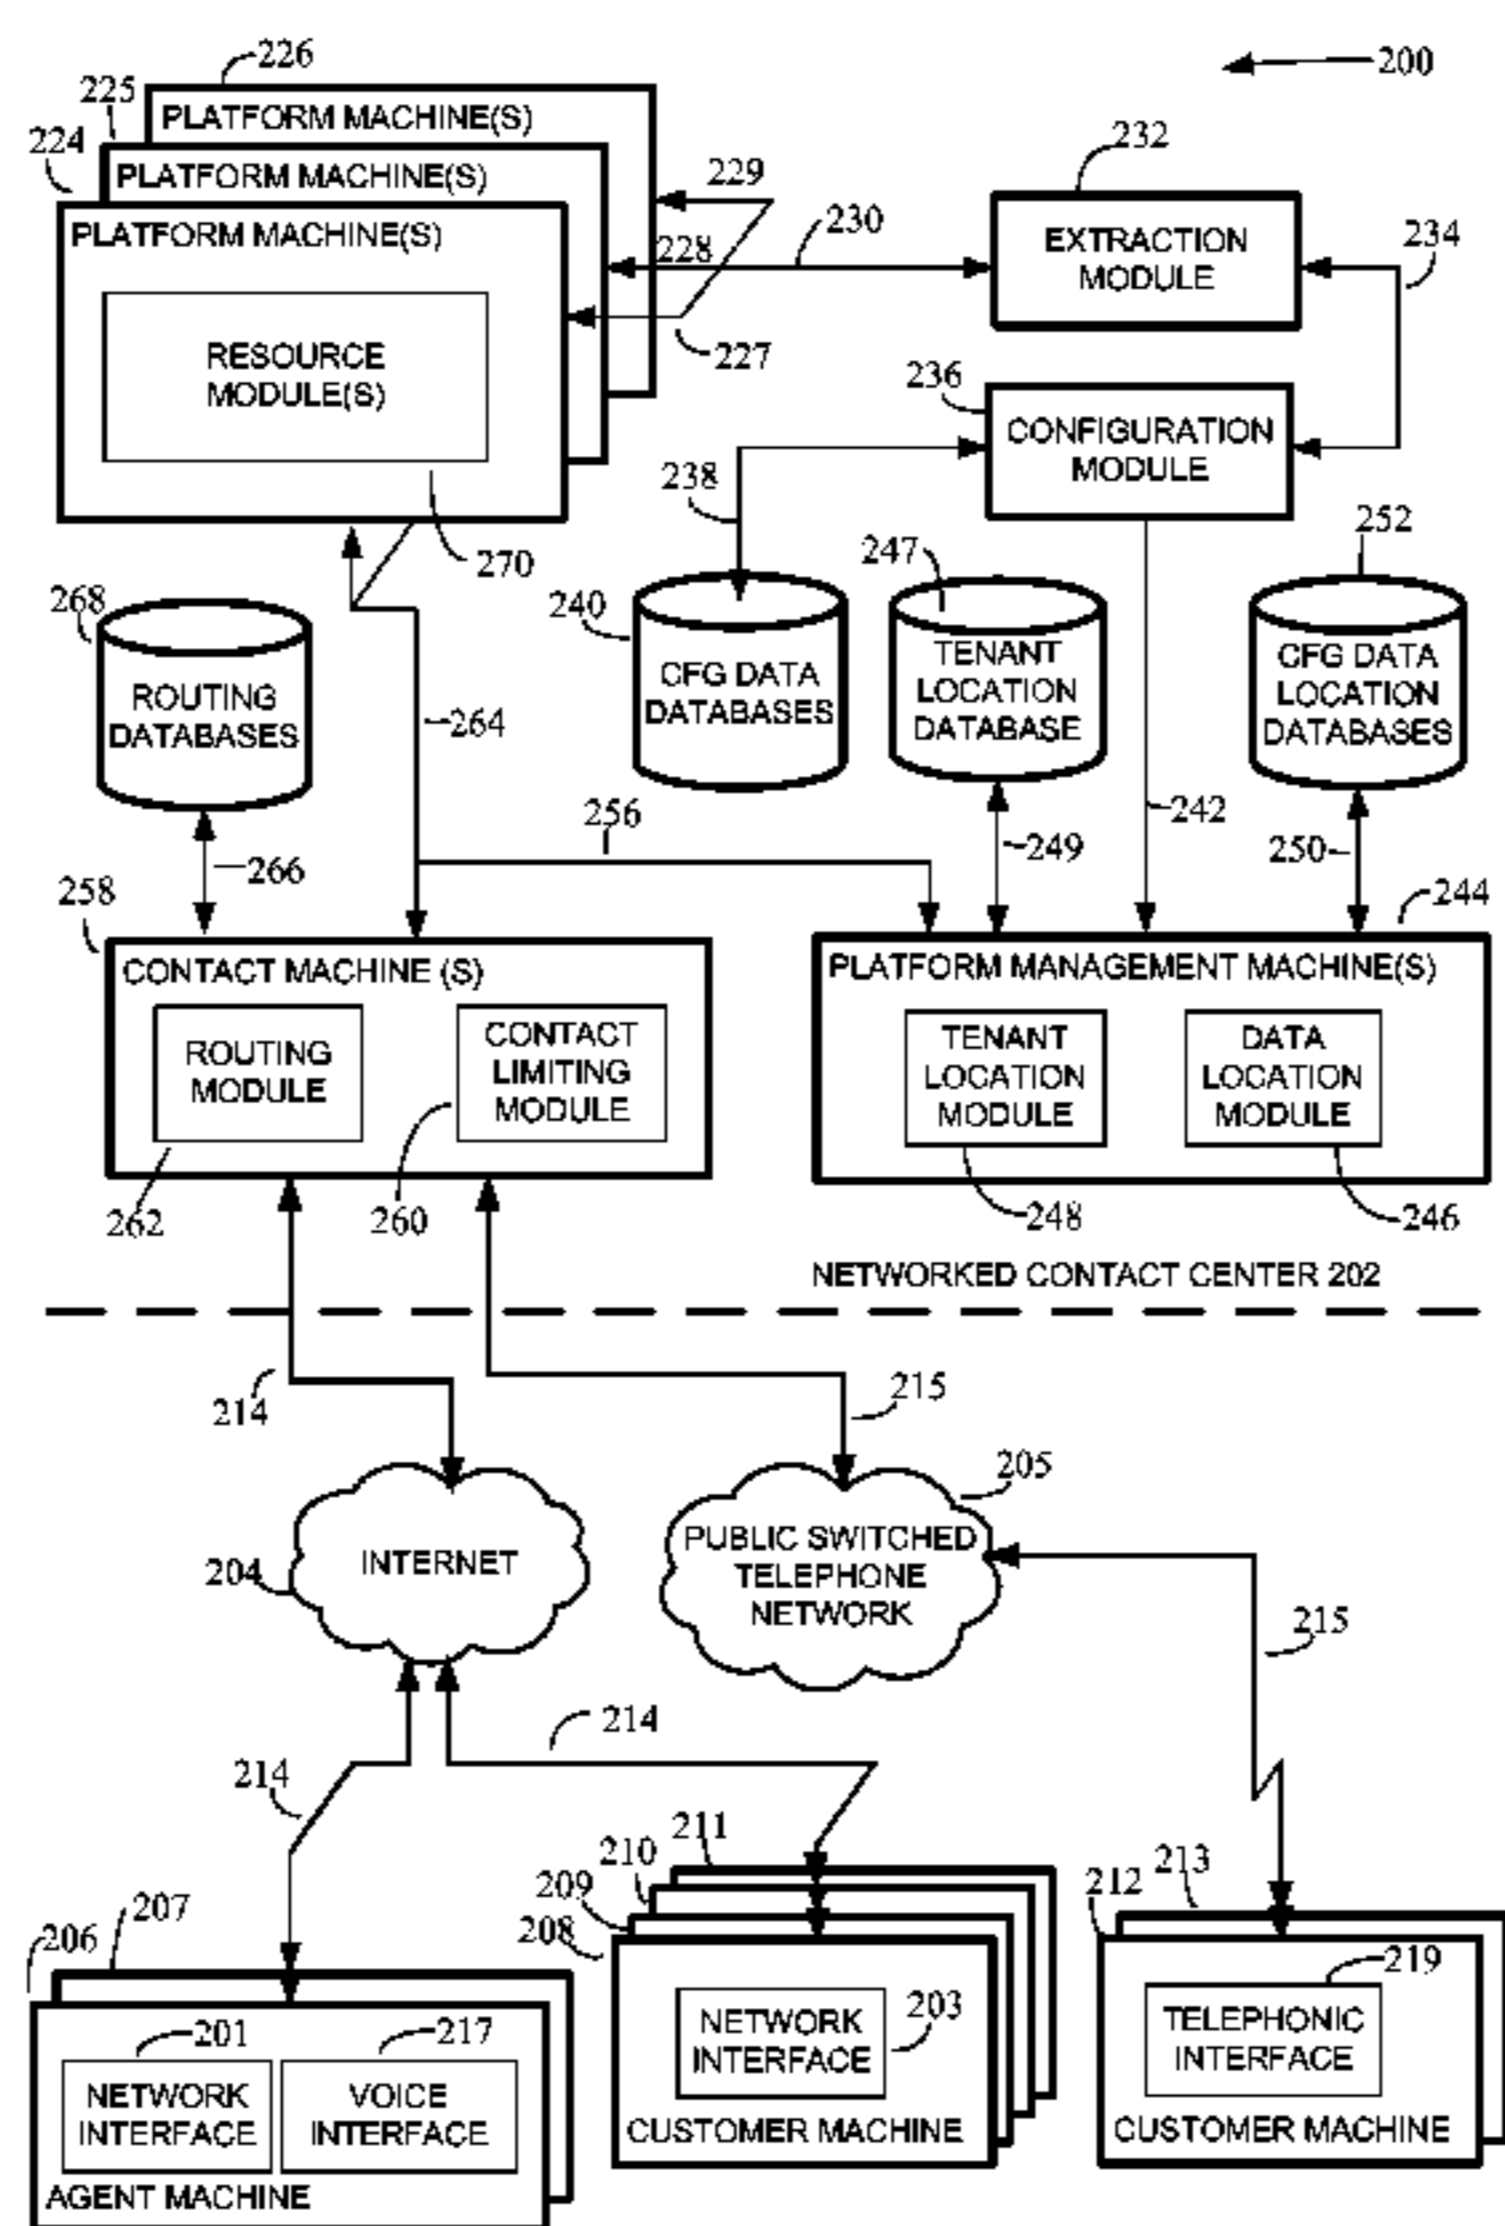 226
200
225
PLATFORM MACHINE(S)
224
PLATFORM MACHINE(S)
232
229
PLATFORM MACHINE(S)
230
EXTRACTION
MODULE
234
228
RESOURCE
MODULE(S)
227
236
CONFIGURATION
MODULE
238
252
270
247
268
240
TENANT
LOCATION
DATABASE
CFG DATA
LOCATION
DATABASES
CFG DATA
DATABASES
ROUTING
DATABASES
264
256
242
249
250
266
258
244
CONTACT MACHINE (S)
PLATFORM MANAGEMENT MACHINE(S)
ROUTING
MODULE
CONTACT
LIMITING
MODULE
TENANT
LOCATION
MODULE
DATA
LOCATION
MODULE
262
260
248
246
NETWORKED CONTACT CENTER 202
214
215
205
204
INTERNET
PUBLIC SWITCHED
TELEPHONE
NETWORK
215
214
214
211
210
209
208
213
212
207
206
219
201
217
NETWORK
INTERFACE
203
TELEPHONIC
INTERFACE
NETWORK
INTERFACE
VOICE
INTERFACE
CUSTOMER MACHINE
CUSTOMER MACHINE
AGENT MACHINE